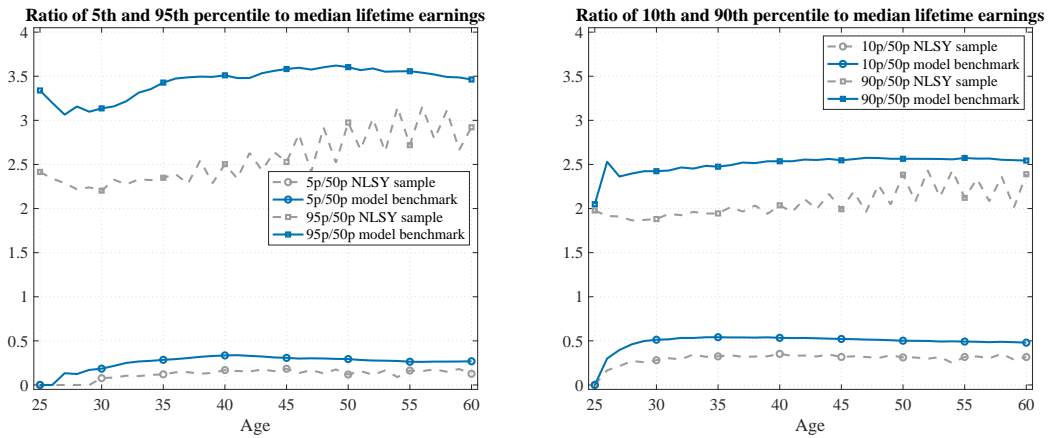 Ratio of 5th and 95th percentile to median lifetime earnings
4
3.5
3
2.5
2
1.5
1
0.5
0
5p/50p NLSY sample
5p/50p model benchmark
95p/50p NLSY sample
95p/50p model benchmark
25 30 35 40 45 50 55 60
Age
Ratio of 10th and 90th percentile to median lifetime earnings
4
3.5
3
2.5
2
1.5
1
0.5
0
10p/50p NLSY sample
10p/50p model benchmark
90p/50p NLSY sample
90p/50p model benchmark
25 30 35 40 45 50 55 60
Age